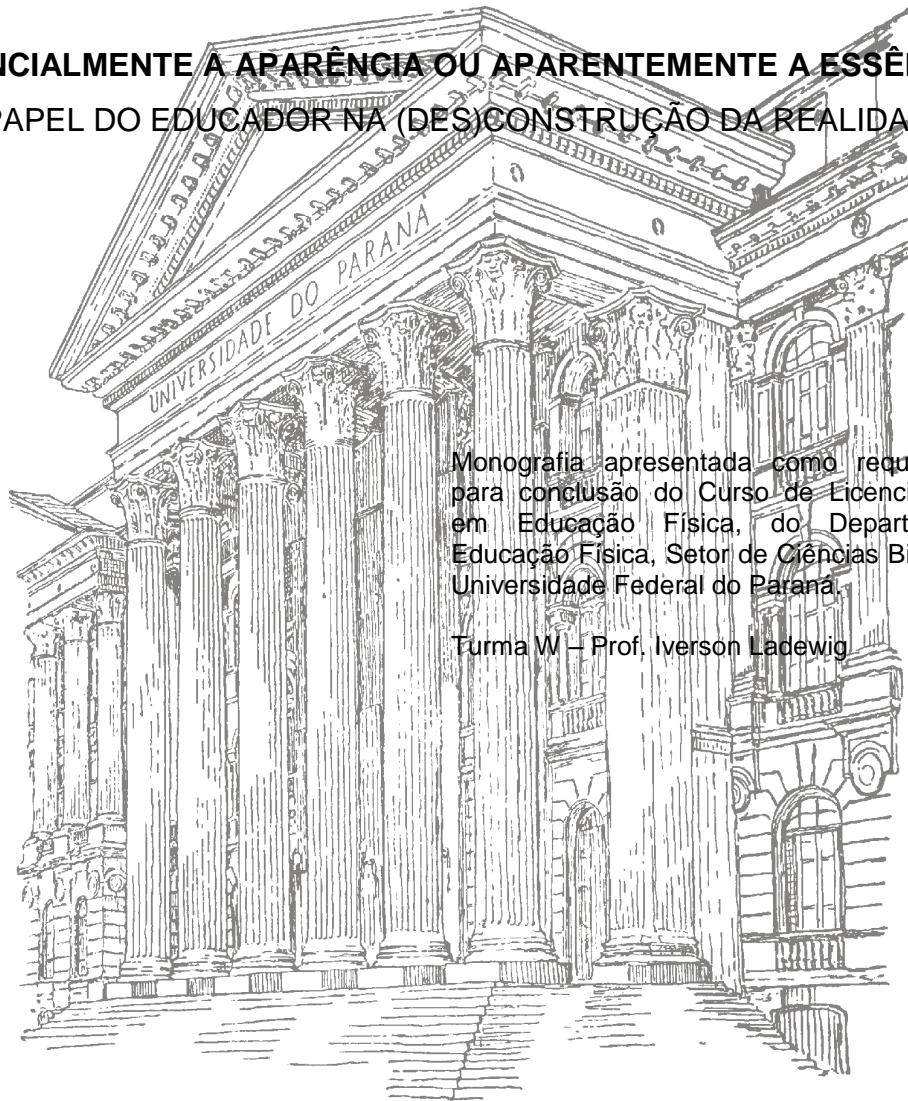 NCIALMENTE A APARÊNCIA OU APARENTEMENTE A ESSÊ
PAPEL DO EDUCADOR NA (DES)CONSTRUÇÃO DA REALIDA
UNIVERSIDADE DO PARANÁ
Monografia apresentada como requ
para conclusão do Curso de Licenci
em Educação Física, do Depart
Educação Física, Setor de Ciências Bi
Universidade Federal do Paraná.
Turma W – Prof. Iverson Ladewig